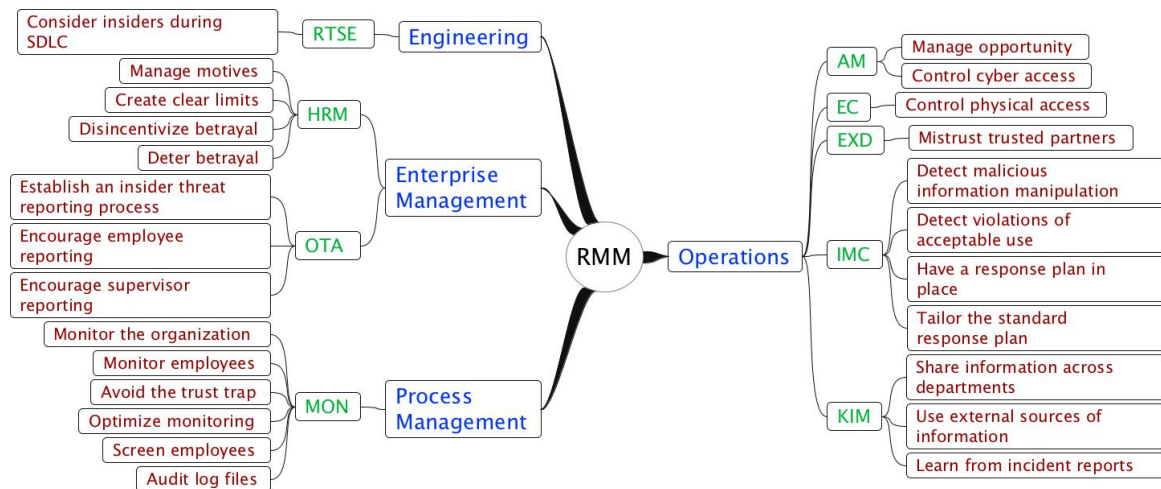 Consider insiders during
SDLC
RTSE
Engineering
Manage motives
Create clear limits
Disincentivize betrayal
Deter betrayal
HRM
Enterprise
Management
Establish an insider threat
reporting process
Encourage employee
reporting
Encourage supervisor
reporting
OTA
Monitor the organization
Monitor employees
Avoid the trust trap
Optimize monitoring
Screen employees
Audit log files
MON
Process
Management
RMM
Operations
AM
Manage opportunity
Control cyber access
EC
Control physical access
EXD
Mistrust trusted partners
IMC
Detect malicious
information manipulation
Detect violations of
acceptable use
Have a response plan in
place
Tailor the standard
response plan
KIM
Share information across
departments
Use external sources of
information
Learn from incident reports